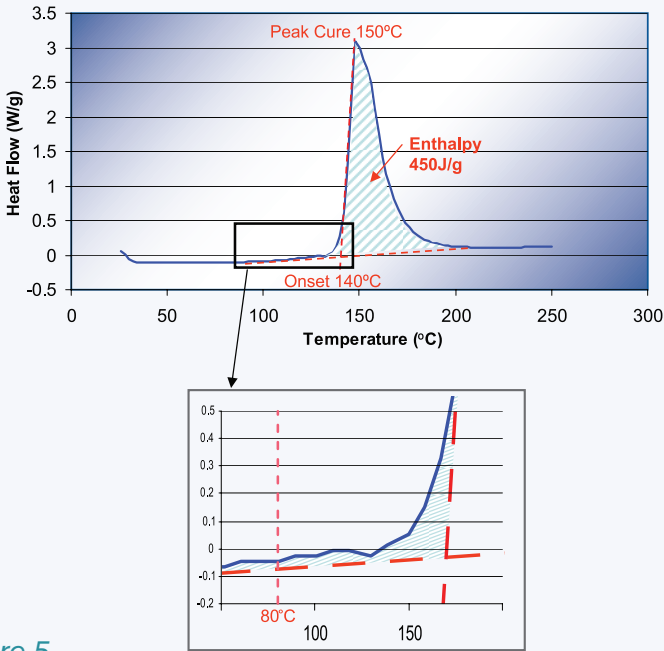 3.5
Peak Cure 150ºC
3
2.5
2
1.5
1
0.5
0
-0.5
Heat Flow (W/g)
Enthalpy
450J/g
Onset 140ºC
0 50 100 150 200 250 300
Temperature (ºC)
0.5
0.4
0.3
0.2
0.1
0
-0.1
-0.2
80°C
100 150
re 5